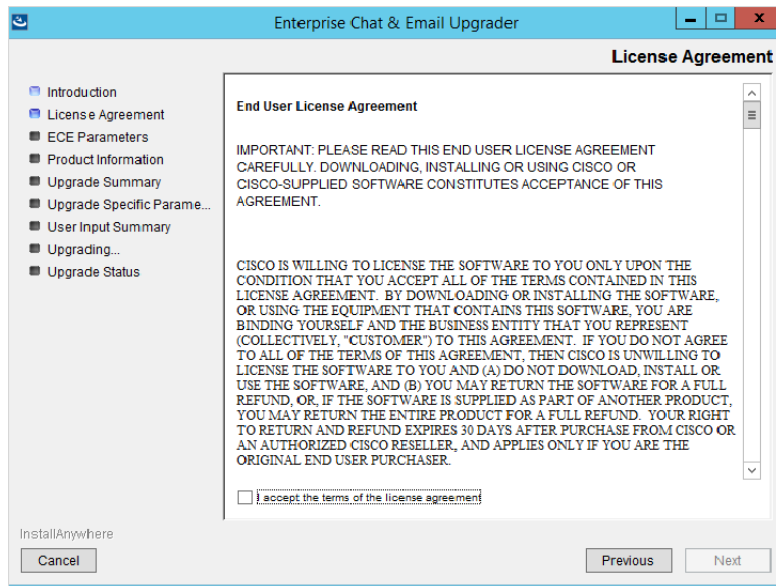 Enterprise Chat & Email Upgrader
License Agreement
Introduction
License Agreement
ECE Parameters
Product Information
Upgrade Summary
Upgrade Specific Parame...
User Input Summary
Upgrading...
Upgrade Status
End User License Agreement
IMPORTANT: PLEASE READ THIS END USER LICENSE AGREEMENT
CAREFULLY. DOWNLOADING, INSTALLING OR USING CISCO OR
CISCO-SUPPLIED SOFTWARE CONSTITUTES ACCEPTANCE OF THIS
AGREEMENT.
CISCO IS WILLING TO LICENSE THE SOFTWARE TO YOU ONLY UPON THE
CONDITION THAT YOU ACCEPT ALL OF THE TERMS CONTAINED IN THIS
LICENSE AGREEMENT. BY DOWNLOADING OR INSTALLING THE SOFTWARE,
OR USING THE EQUIPMENT THAT CONTAINS THIS SOFTWARE, YOU ARE
BINDING YOURSELF AND THE BUSINESS ENTITY THAT YOU REPRESENT
(COLLECTIVELY, "CUSTOMER") TO THIS AGREEMENT. IF YOU DO NOT AGREE
TO ALL OF THE TERMS OF THIS AGREEMENT, THEN CISCO IS UNWILLING TO
LICENSE THE SOFTWARE TO YOU AND (A) DO NOT DOWNLOAD, INSTALL OR
USE THE SOFTWARE, AND (B) YOU MAY RETURN THE SOFTWARE FOR A FULL
REFUND, OR, IF THE SOFTWARE IS SUPPLIED AS PART OF ANOTHER PRODUCT,
YOU MAY RETURN THE ENTIRE PRODUCT FOR A FULL REFUND. YOUR RIGHT
TO RETURN AND REFUND EXPIRES 30 DAYS AFTER PURCHASE FROM CISCO OR
AN AUTHORIZED CISCO RESELLER, AND APPLIES ONLY IF YOU ARE THE
ORIGINAL END USER PURCHASER.
I accept the terms of the license agreement
InstallAnywhere
Cancel
Previous
Next